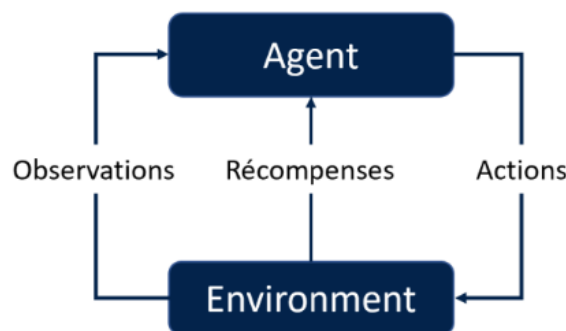 Agent
Observations
Récompenses
Actions
Environment